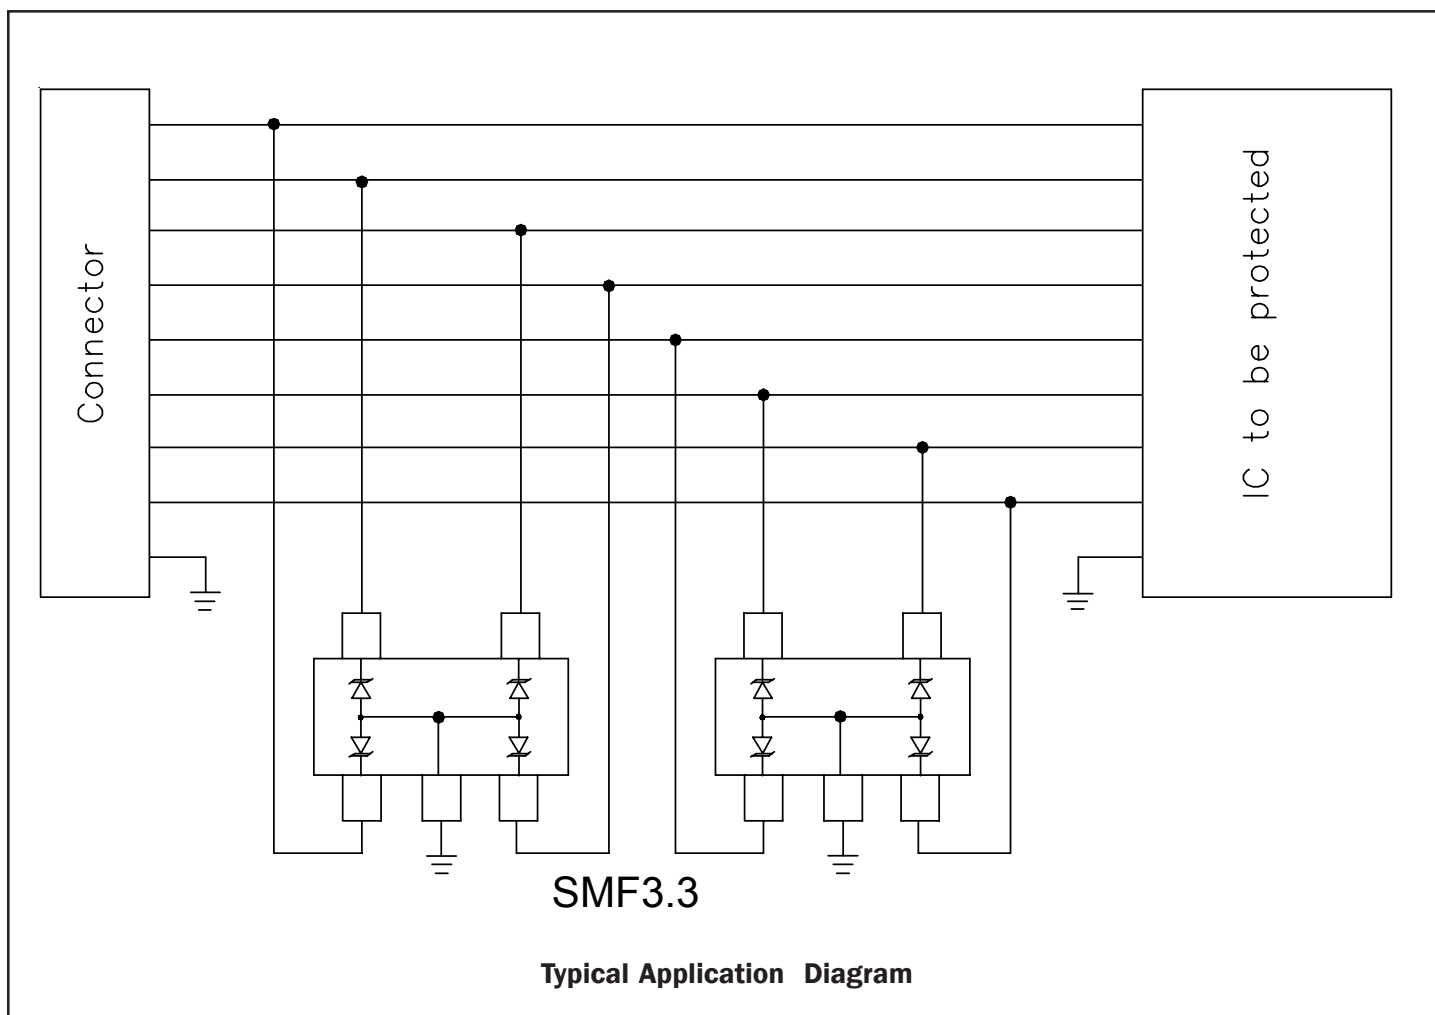 Connector
IC to be protected
SMF3.3
Typical Application Diagram